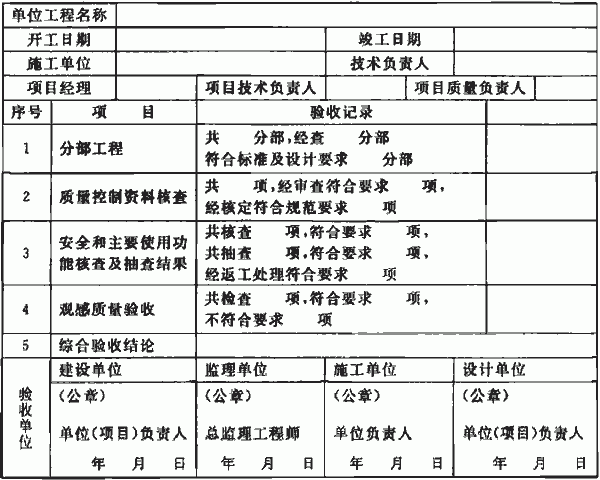 单位工程名称
开工日期 竣工日期
施工单位 技术负责人
项目经理 项目技术负责人 项目质量负责人
序号 项 目 验收记录
1 分部工程 共 分部,经查 分部
符合标准及设计要求 分部
2 质量控制资料核查 共 项,经审查符合要求 项,
经核定符合规范要求 项
3 安全和主要使用功
能核查及抽查结果
共核查 项,符合要求 项,
共抽查 项,符合要求 项,
经返工处理符合要求 项
4 观感质量验收 共检查 项,符合要求 项,
不符合要求 项
5 综合验收结论
验收单位
建设单位 监理单位 施工单位 设计单位
(公章) (公章) (公章) (公章)
单位(项目)负责人 总监理工程师 单位负责人 单位(项目)负责人
年 月 日 年 月 日 年 月 日 年 月 日